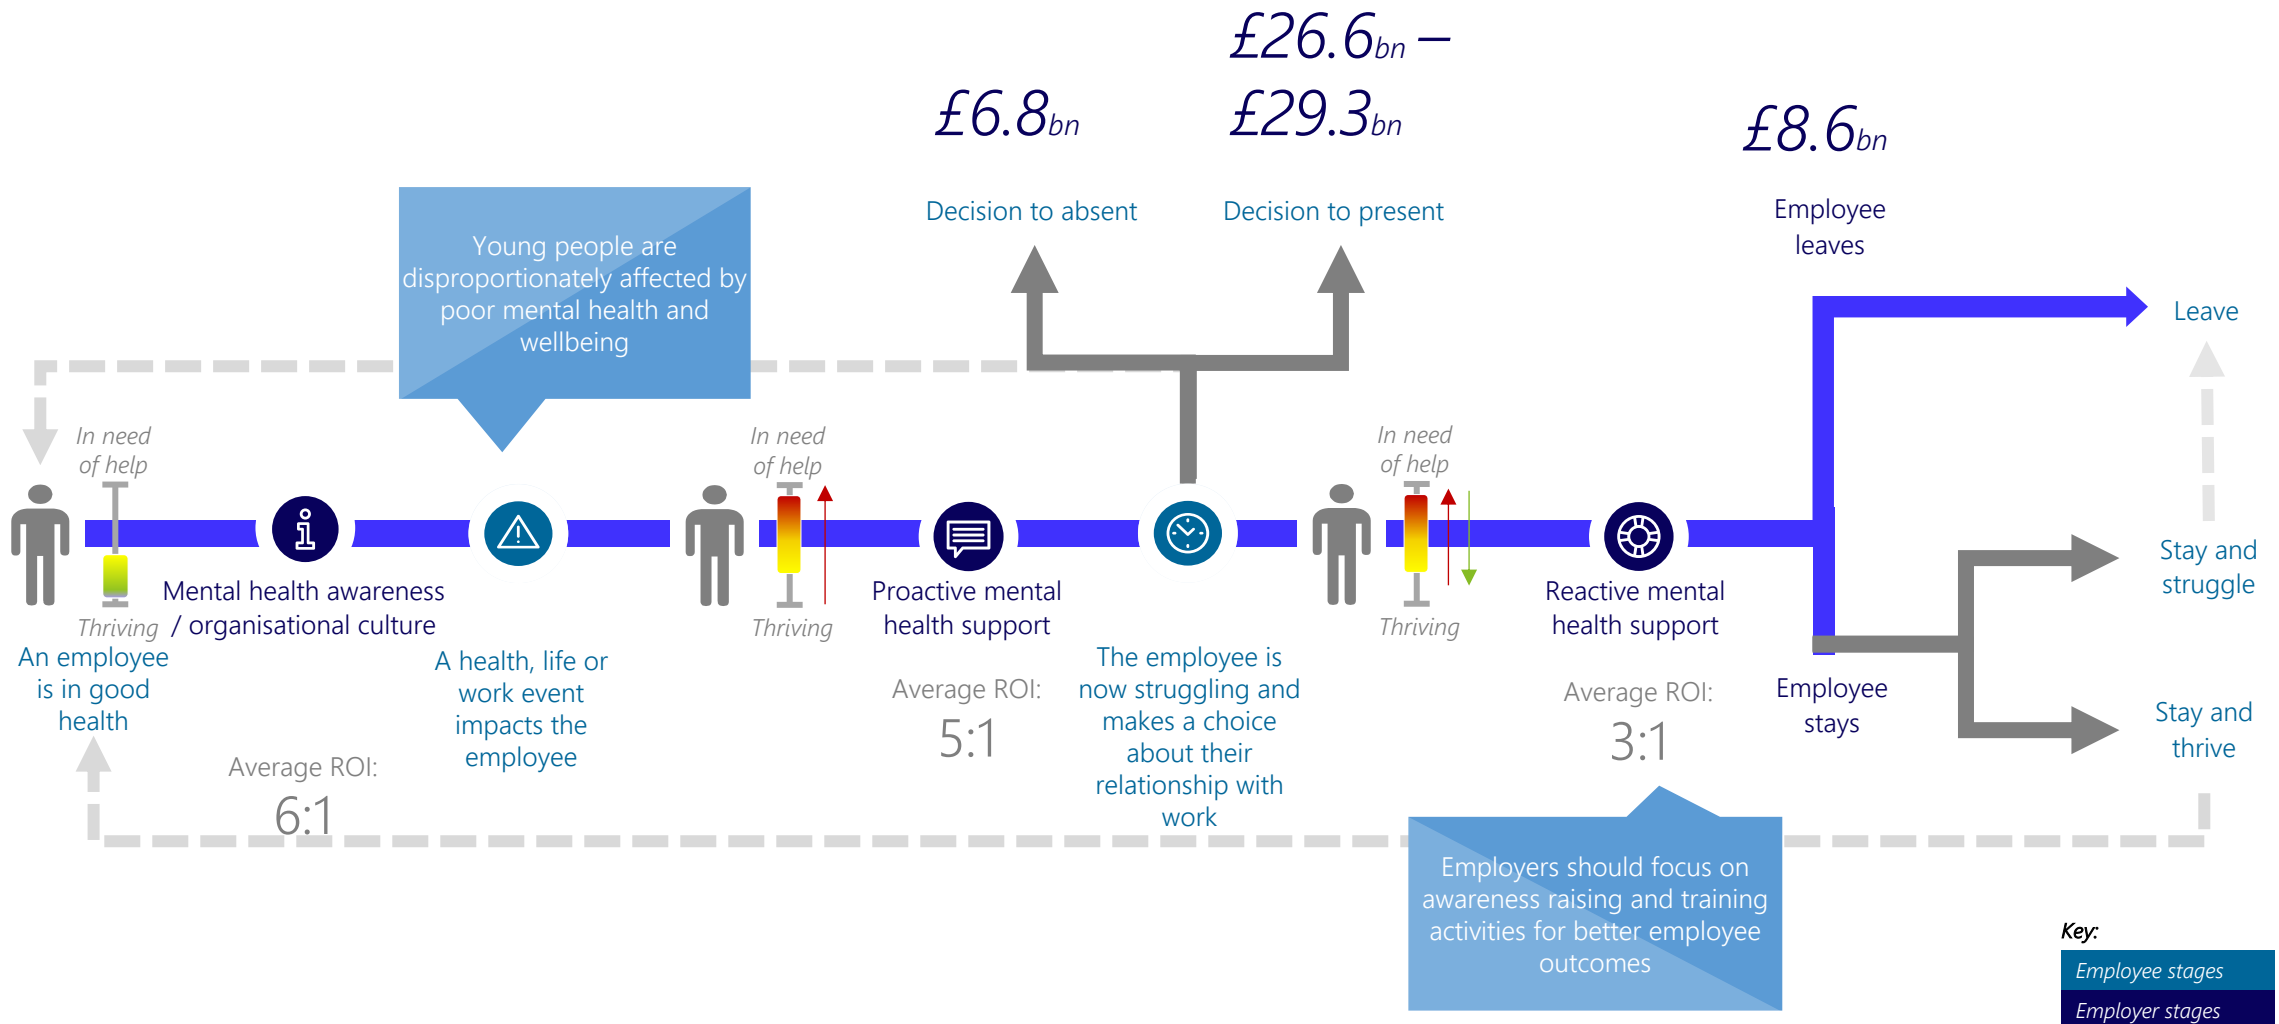 £26.6bn –
£29.3bn
£6.8bn
£8.6bn
Decision to absent
Decision to present
Employee
leaves
Young people are
disproportionately affected by
poor mental health and
wellbeing
Leave
In need
of help
In need
of help
In need
of help
Thriving
Thriving
Thriving
An employee
is in good
health
Mental health awareness
/ organisational culture
Average ROI:
6:1
A health, life or
work event
impacts the
employee
Proactive mental
health support
Average ROI:
5:1
The employee is
now struggling and
makes a choice
about their
relationship with
work
Reactive mental
health support
Average ROI:
3:1
Employee
stays
Stay and
struggle
Stay and
thrive
Employers should focus on
awareness raising and training
activities for better employee
outcomes
Key:
Employee stages
Employer stages